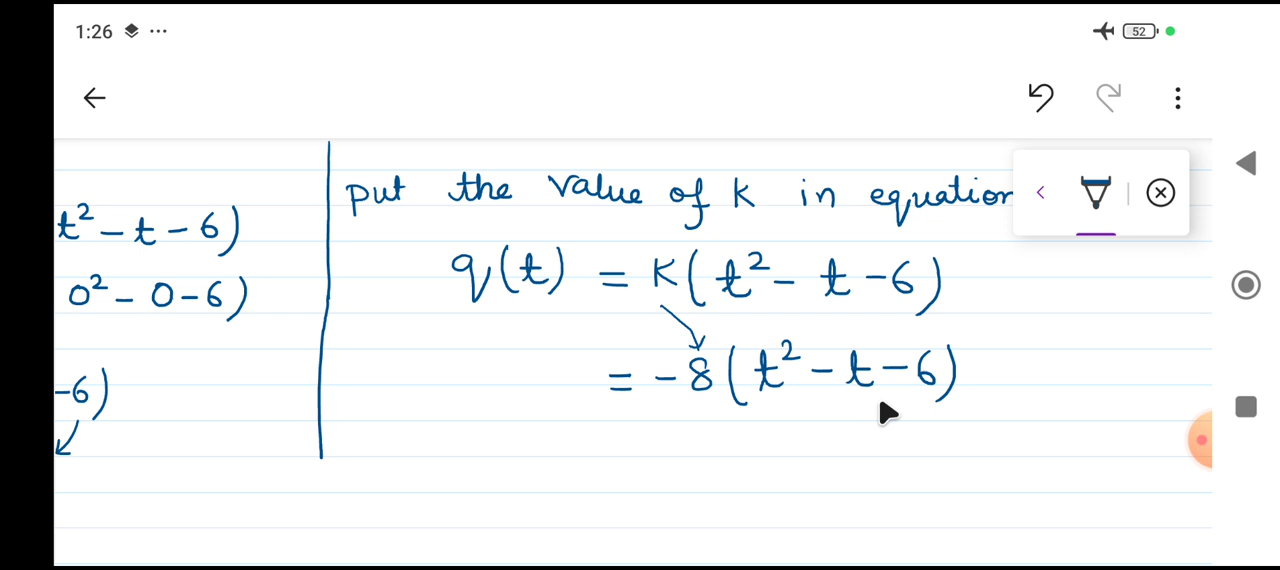 1:26 ...
52
t² - t - 6)
0² - 0 - 6)
-6)
put the value of K in equation
q(t) = K(t² - t - 6)
= -8(t² - t - 6)